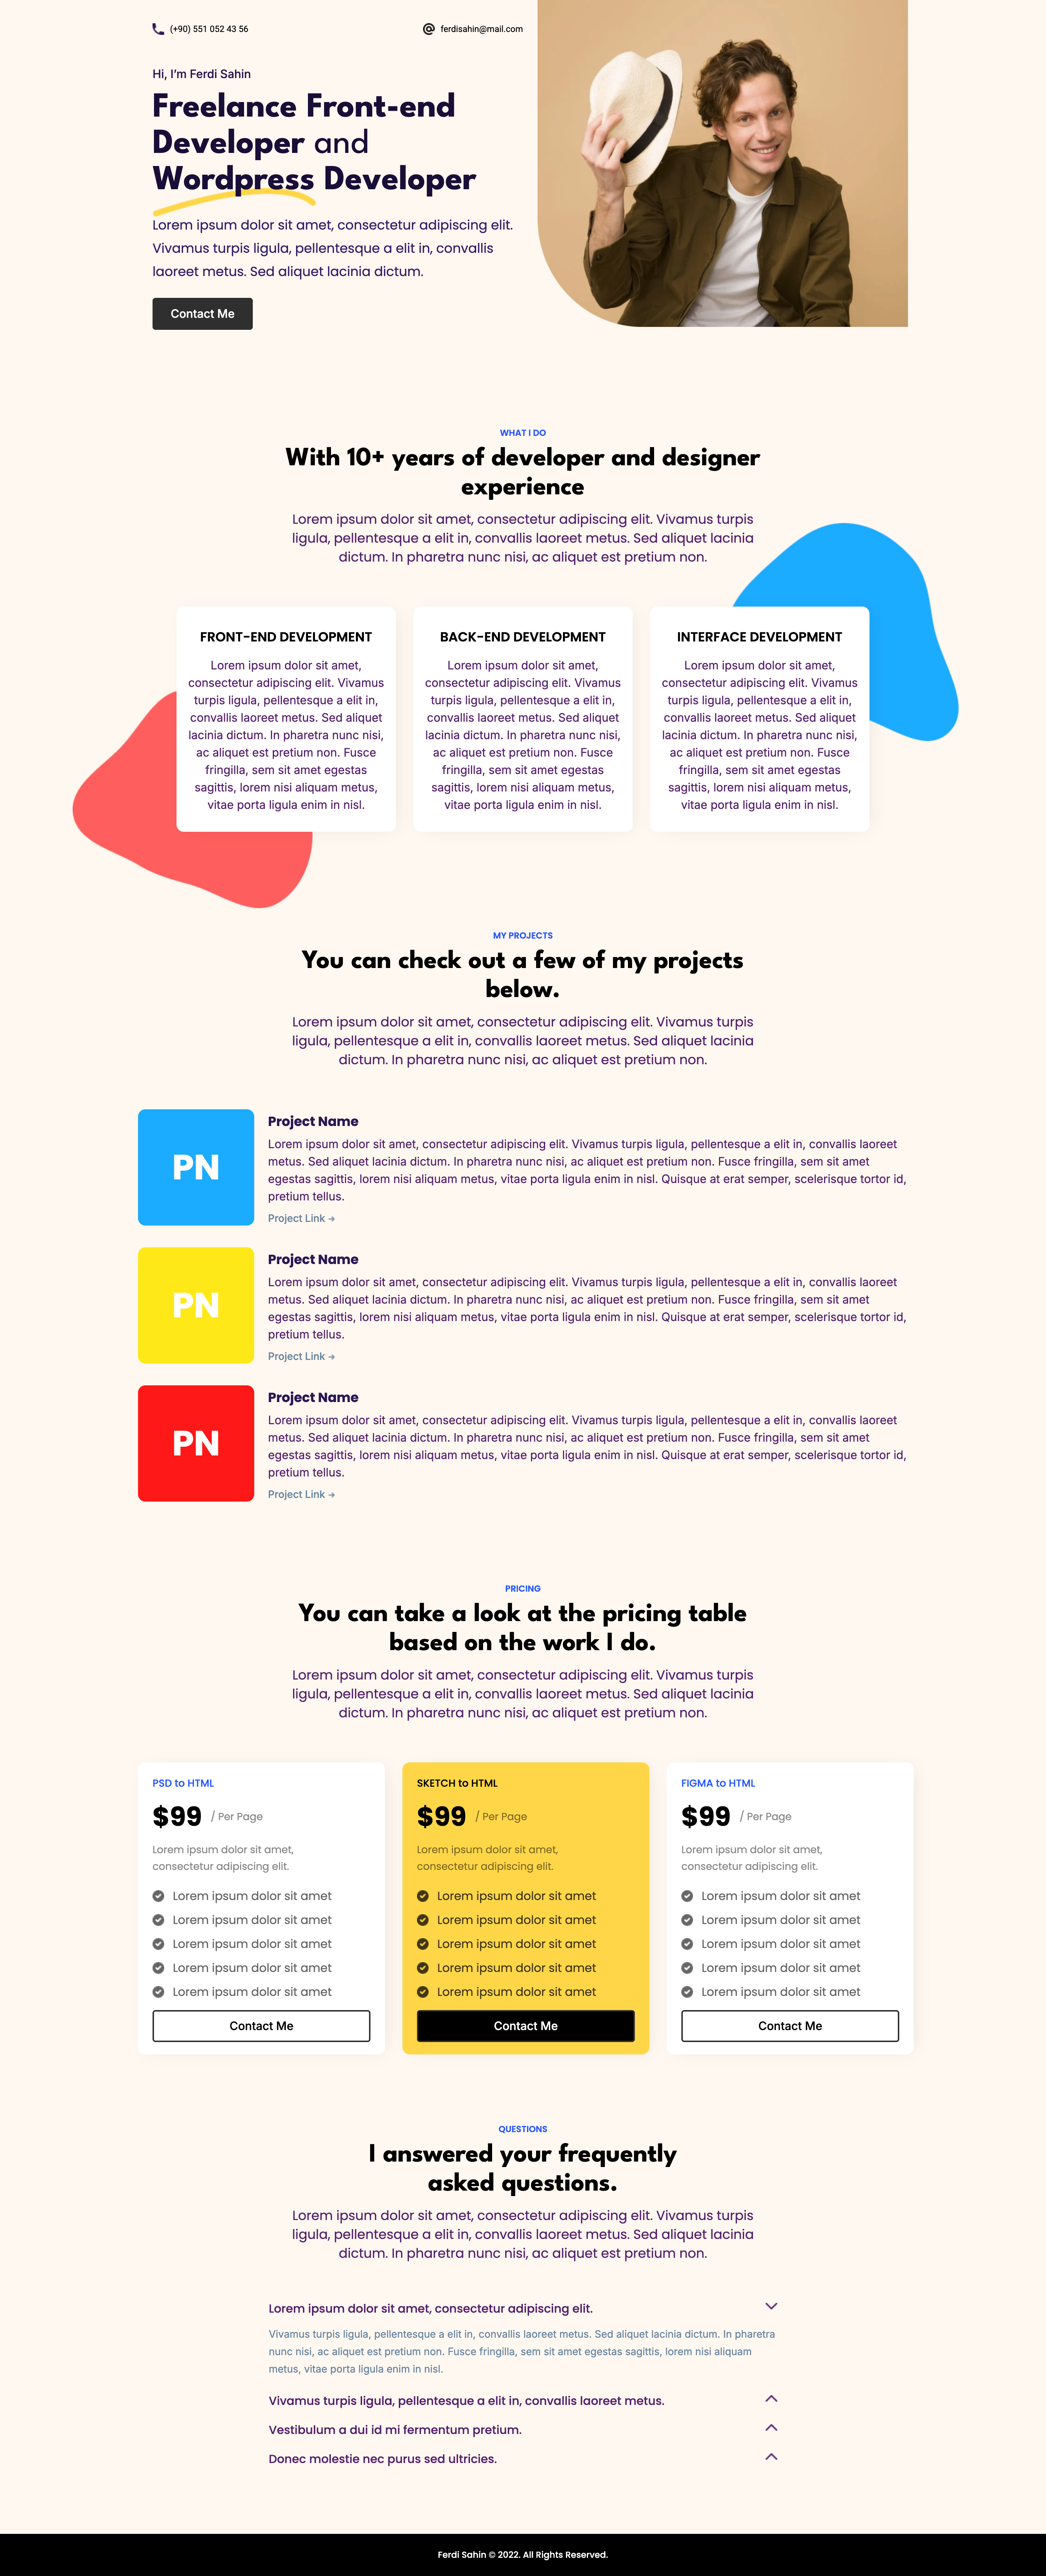 (+90) 551 052 43 56
ferdisahin@mail.com
Hi, I’m Ferdi Sahin
Freelance Front-end
Developer and
Wordpress Developer
Lorem ipsum dolor sit amet, consectetur adipiscing elit.
Vivamus turpis ligula, pellentesque a elit in, convallis
laoreet metus. Sed aliquet lacinia dictum.
Contact Me
WHAT I DO
With 10+ years of developer and designer
experience
Lorem ipsum dolor sit amet, consectetur adipiscing elit. Vivamus turpis
ligula, pellentesque a elit in, convallis laoreet metus. Sed aliquet lacinia
dictum. In pharetra nunc nisi, ac aliquet est pretium non.
FRONT-END DEVELOPMENT
Lorem ipsum dolor sit amet,
consectetur adipiscing elit. Vivamus
turpis ligula, pellentesque a elit in,
convallis laoreet metus. Sed aliquet
lacinia dictum. In pharetra nunc nisi,
ac aliquet est pretium non. Fusce
fringilla, sem sit amet egestas
sagittis, lorem nisi aliquam metus,
vitae porta ligula enim in nisl.
BACK-END DEVELOPMENT
Lorem ipsum dolor sit amet,
consectetur adipiscing elit. Vivamus
turpis ligula, pellentesque a elit in,
convallis laoreet metus. Sed aliquet
lacinia dictum. In pharetra nunc nisi,
ac aliquet est pretium non. Fusce
fringilla, sem sit amet egestas
sagittis, lorem nisi aliquam metus,
vitae porta ligula enim in nisl.
INTERFACE DEVELOPMENT
Lorem ipsum dolor sit amet,
consectetur adipiscing elit. Vivamus
turpis ligula, pellentesque a elit in,
convallis laoreet metus. Sed aliquet
lacinia dictum. In pharetra nunc nisi,
ac aliquet est pretium non. Fusce
fringilla, sem sit amet egestas
sagittis, lorem nisi aliquam metus,
vitae porta ligula enim in nisl.
MY PROJECTS
You can check out a few of my projects
below.
Lorem ipsum dolor sit amet, consectetur adipiscing elit. Vivamus turpis
ligula, pellentesque a elit in, convallis laoreet metus. Sed aliquet lacinia
dictum. In pharetra nunc nisi, ac aliquet est pretium non.
PN
Project Name
Lorem ipsum dolor sit amet, consectetur adipiscing elit. Vivamus turpis ligula, pellentesque a elit in, convallis laoreet
metus. Sed aliquet lacinia dictum. In pharetra nunc nisi, ac aliquet est pretium non. Fusce fringilla, sem sit amet
egestas sagittis, lorem nisi aliquam metus, vitae porta ligula enim in nisl. Quisque at erat semper, scelerisque tortor id,
pretium tellus.
Project Link →
PN
Project Name
Lorem ipsum dolor sit amet, consectetur adipiscing elit. Vivamus turpis ligula, pellentesque a elit in, convallis laoreet
metus. Sed aliquet lacinia dictum. In pharetra nunc nisi, ac aliquet est pretium non. Fusce fringilla, sem sit amet
egestas sagittis, lorem nisi aliquam metus, vitae porta ligula enim in nisl. Quisque at erat semper, scelerisque tortor id,
pretium tellus.
Project Link →
PN
Project Name
Lorem ipsum dolor sit amet, consectetur adipiscing elit. Vivamus turpis ligula, pellentesque a elit in, convallis laoreet
metus. Sed aliquet lacinia dictum. In pharetra nunc nisi, ac aliquet est pretium non. Fusce fringilla, sem sit amet
egestas sagittis, lorem nisi aliquam metus, vitae porta ligula enim in nisl. Quisque at erat semper, scelerisque tortor id,
pretium tellus.
Project Link →
PRICING
You can take a look at the pricing table
based on the work I do.
Lorem ipsum dolor sit amet, consectetur adipiscing elit. Vivamus turpis
ligula, pellentesque a elit in, convallis laoreet metus. Sed aliquet lacinia
dictum. In pharetra nunc nisi, ac aliquet est pretium non.
PSD to HTML
$99 / Per Page
Lorem ipsum dolor sit amet,
consectetur adipiscing elit.
Lorem ipsum dolor sit amet
Lorem ipsum dolor sit amet
Lorem ipsum dolor sit amet
Lorem ipsum dolor sit amet
Lorem ipsum dolor sit amet
Contact Me
SKETCH to HTML
$99 / Per Page
Lorem ipsum dolor sit amet,
consectetur adipiscing elit.
Lorem ipsum dolor sit amet
Lorem ipsum dolor sit amet
Lorem ipsum dolor sit amet
Lorem ipsum dolor sit amet
Lorem ipsum dolor sit amet
Contact Me
FIGMA to HTML
$99 / Per Page
Lorem ipsum dolor sit amet,
consectetur adipiscing elit.
Lorem ipsum dolor sit amet
Lorem ipsum dolor sit amet
Lorem ipsum dolor sit amet
Lorem ipsum dolor sit amet
Lorem ipsum dolor sit amet
Contact Me
QUESTIONS
I answered your frequently
asked questions.
Lorem ipsum dolor sit amet, consectetur adipiscing elit. Vivamus turpis
ligula, pellentesque a elit in, convallis laoreet metus. Sed aliquet lacinia
dictum. In pharetra nunc nisi, ac aliquet est pretium non.
Lorem ipsum dolor sit amet, consectetur adipiscing elit.
Vivamus turpis ligula, pellentesque a elit in, convallis laoreet metus. Sed aliquet lacinia dictum. In pharetra
nunc nisi, ac aliquet est pretium non. Fusce fringilla, sem sit amet egestas sagittis, lorem nisi aliquam
metus, vitae porta ligula enim in nisl.
Vivamus turpis ligula, pellentesque a elit in, convallis laoreet metus.
Vestibulum a dui id mi fermentum pretium.
Donec molestie nec purus sed ultricies.
Ferdi Sahin © 2022. All Rights Reserved.